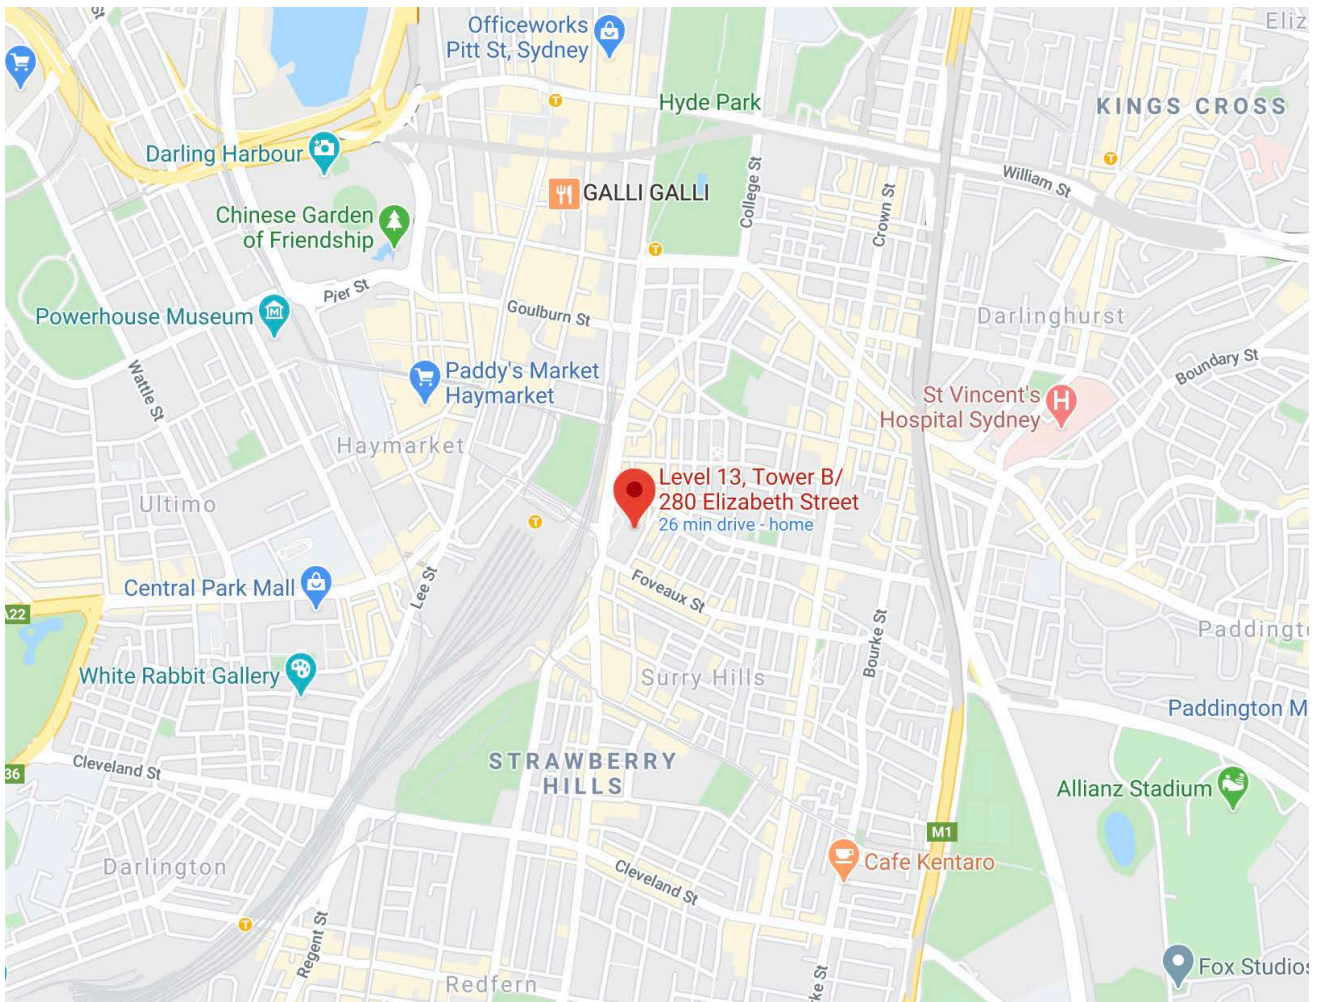 st
Officeworks
Pitt St, Sydney
Eliz
T
Hyde Park
KINGS CROSS
Darling Harbour
T
William St
GALLI GALLI
College St
Crown St
Chinese Garden
of Friendship
T
Pier St
Goulburn St
Powerhouse Museum
M
Darlinghurst
Boundary St
Wattle St
Paddy's Market
Haymarket
St Vincent's
Hospital Sydney
H
Haymarket
Level 13, Tower B/
280 Elizabeth Street
26 min drive - home
Ultimo
T
Central Park Mall
Lee St
Foveaux St
A22
Bourke St
Paddingt
White Rabbit Gallery
Surry Hills
Paddington M
STRAWBERRY
HILLS
Cleveland St
36
Allianz Stadium
M1
Cafe Kentaro
Darlington
Cleveland St
T
Regent St
Redfern
ke St
Fox Studios